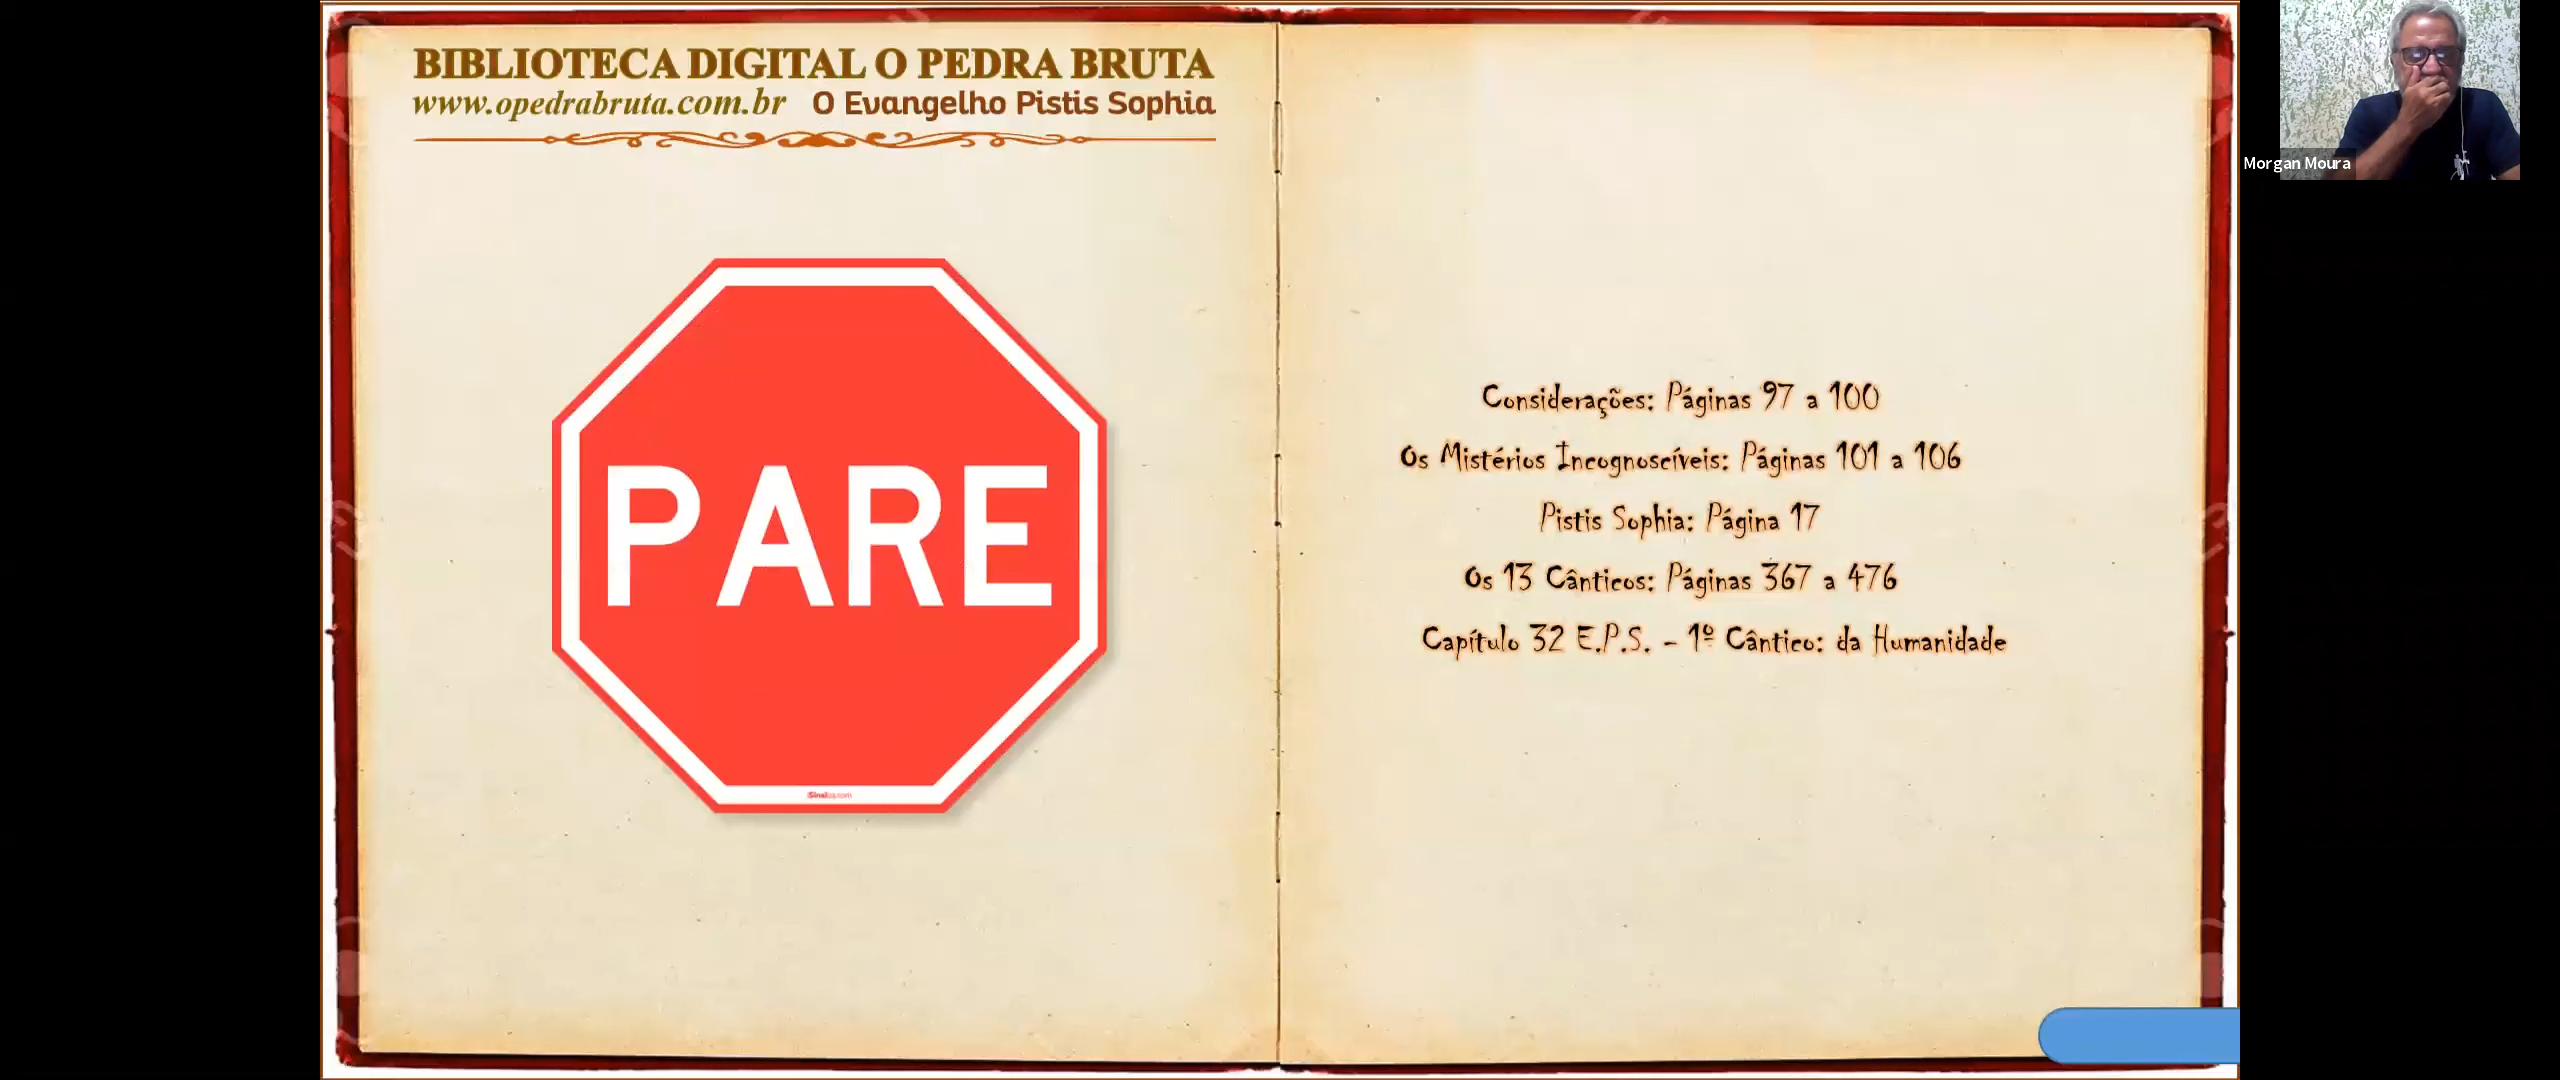 BIBLIOTECA DIGITAL O PEDRA BRUTA
www.opedrabruta.com.br O Evangelho Pistis Sophia
PARE
Considerações: Páginas 97 a 100
Os Mistérios Incognoscíveis: Páginas 101 a 106
Pistis Sophia: Página 17
Os 13 Cânticos: Páginas 367 a 476
Capítulo 32 E.P.S. - 1º Cântico: da Humanidade
Morgan Moura